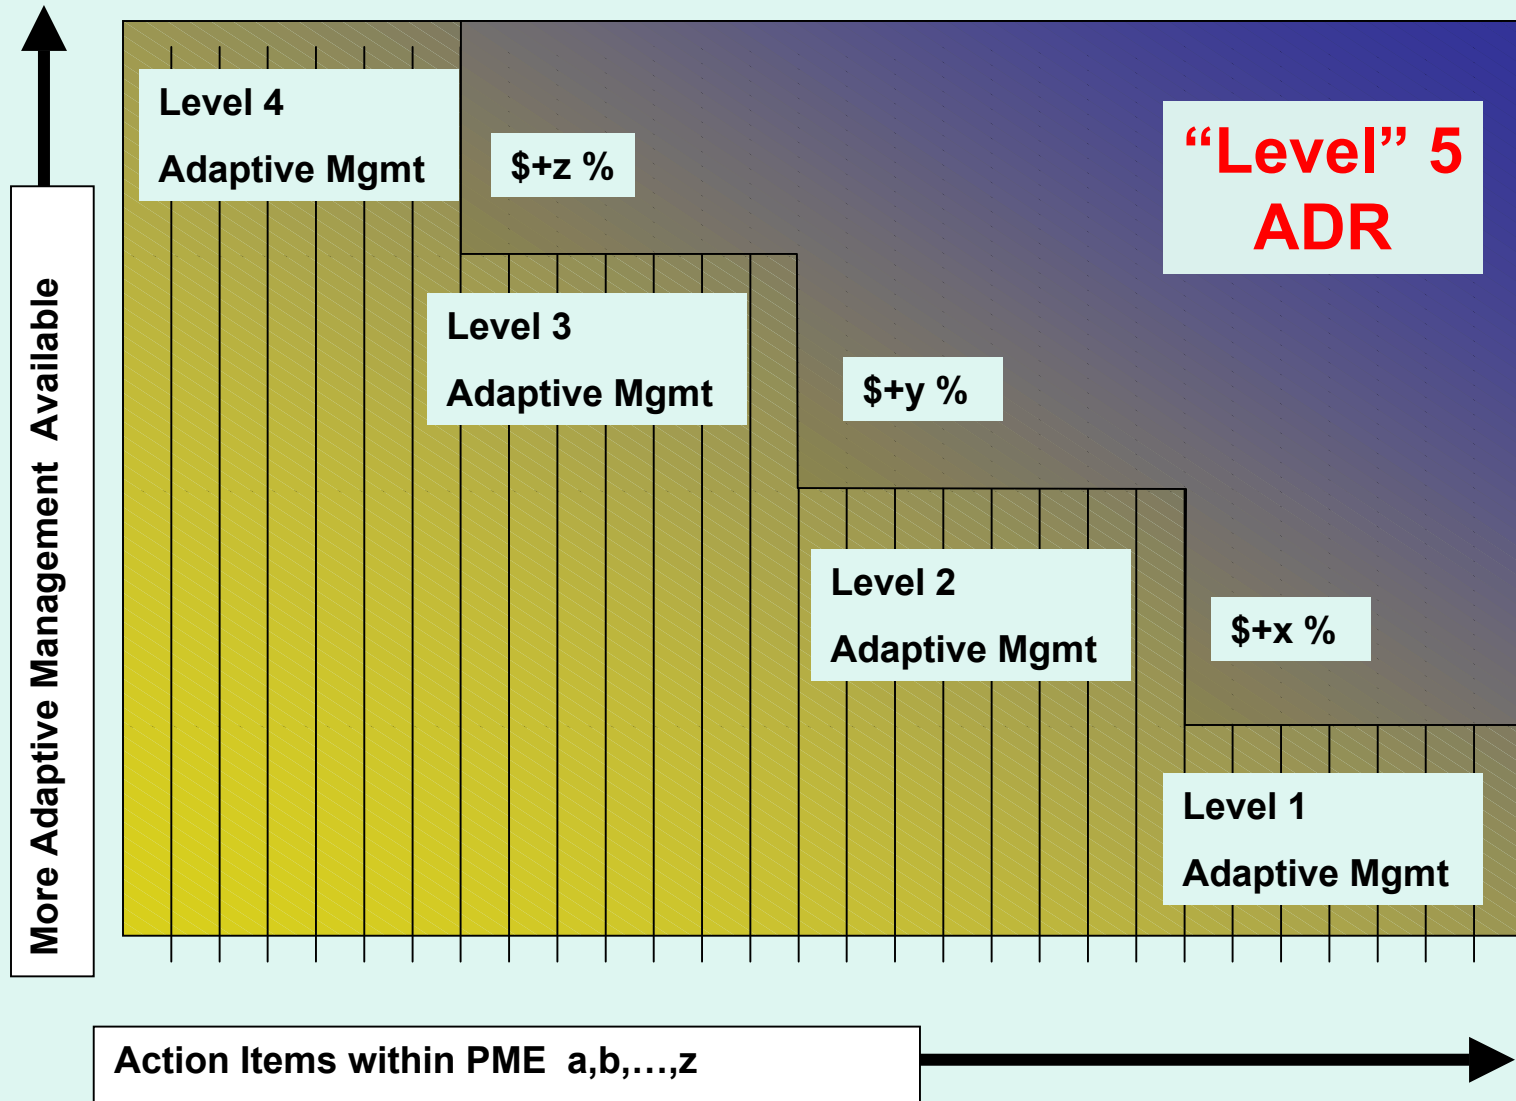 More Adaptive Management Available
Level 4
Adaptive Mgmt
$+z %
“Level” 5
ADR
Level 3
Adaptive Mgmt
$+y %
Level 2
Adaptive Mgmt
$+x %
Level 1
Adaptive Mgmt
Action Items within PME a,b,…,z